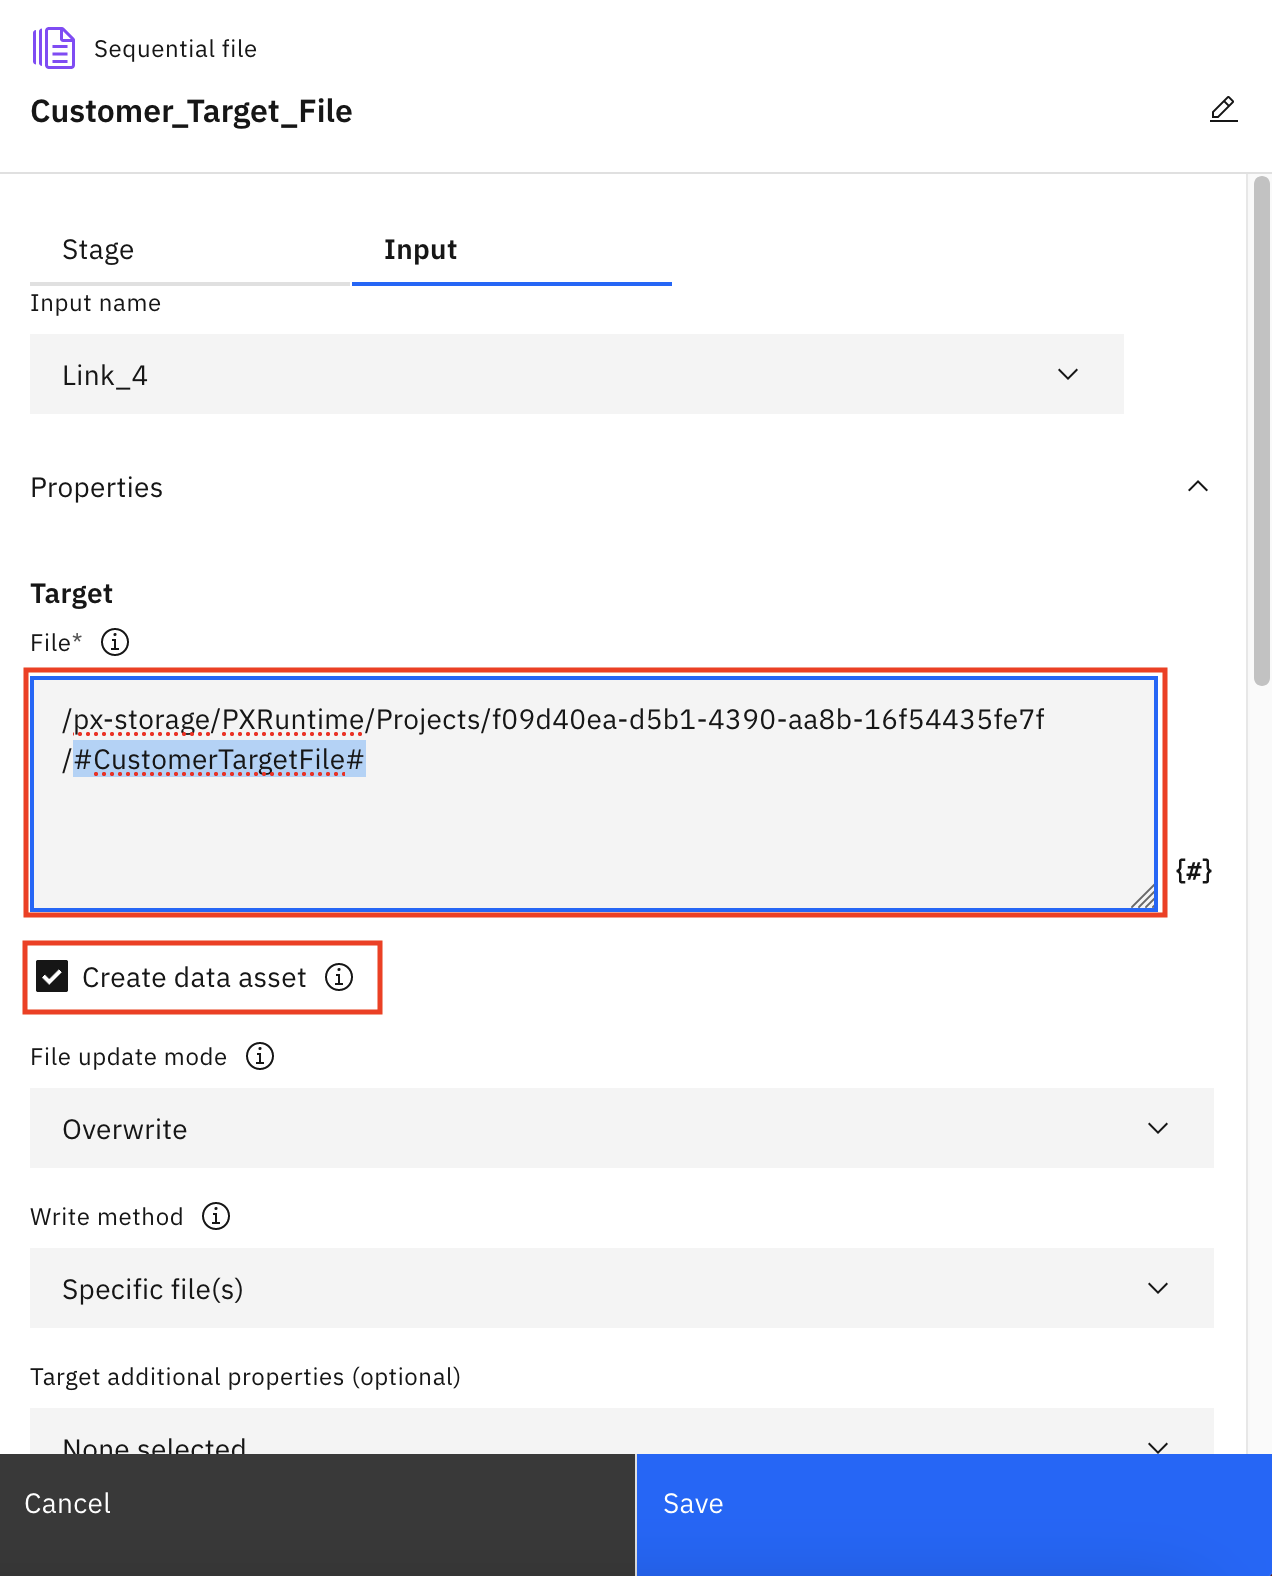 Sequential file
Customer_Target_File
Stage
Input
Input name
Link_4
Properties
Target
File*
/px-storage/PXRuntime/Projects/f09d40ea-d5b1-4390-aa8b-16f54435fe7f
/#CustomerTargetFile#
{#}
Create data asset
File update mode
Overwrite
Write method
Specific file(s)
Target additional properties (optional)
None selected
Cancel
Save